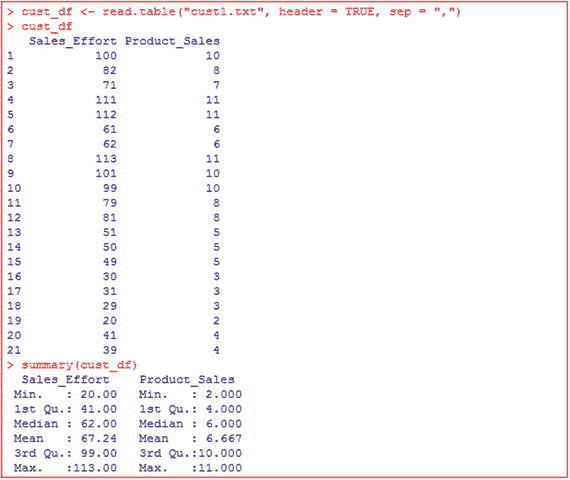 > cust_df <- read.table("cust1.txt", header = TRUE, sep = ",")
> cust_df
Sales_Effort Product_Sales
1 100 10
2 82 8
3 71 7
4 111 11
5 112 11
6 61 6
7 62 6
8 113 11
9 101 10
10 99 10
11 79 8
12 81 8
13 51 5
14 50 5
15 49 5
16 30 3
17 31 3
18 29 3
19 20 2
20 41 4
21 39 4
> summary(cust_df)
Sales_Effort Product_Sales
Min. : 20.00 Min. : 2.000
1st Qu.: 41.00 1st Qu.: 4.000
Median : 62.00 Median : 6.000
Mean : 67.24 Mean : 6.667
3rd Qu.: 99.00 3rd Qu.:10.000
Max. :113.00 Max. :11.000